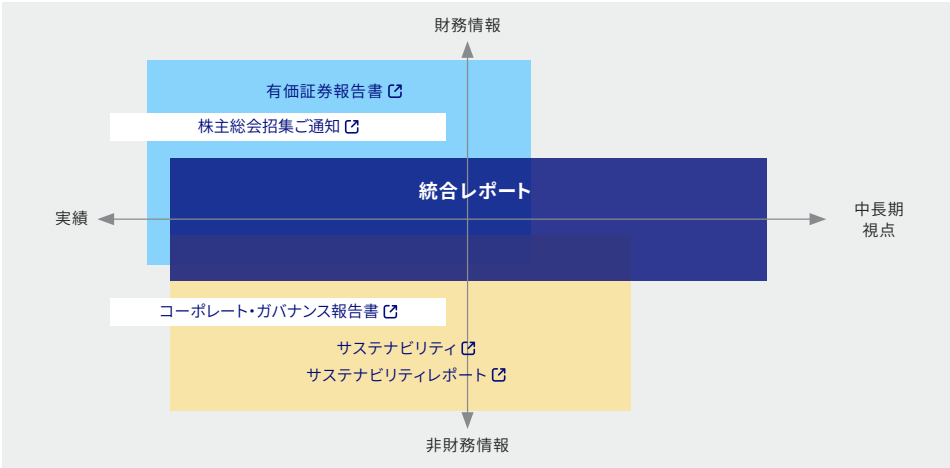 財務情報
有価証券報告書
株主総会招集ご通知
統合レポート
実績
中長期
視点
コーポレート・ガバナンス報告書
サステナビリティ
サステナビリティレポート
非財務情報